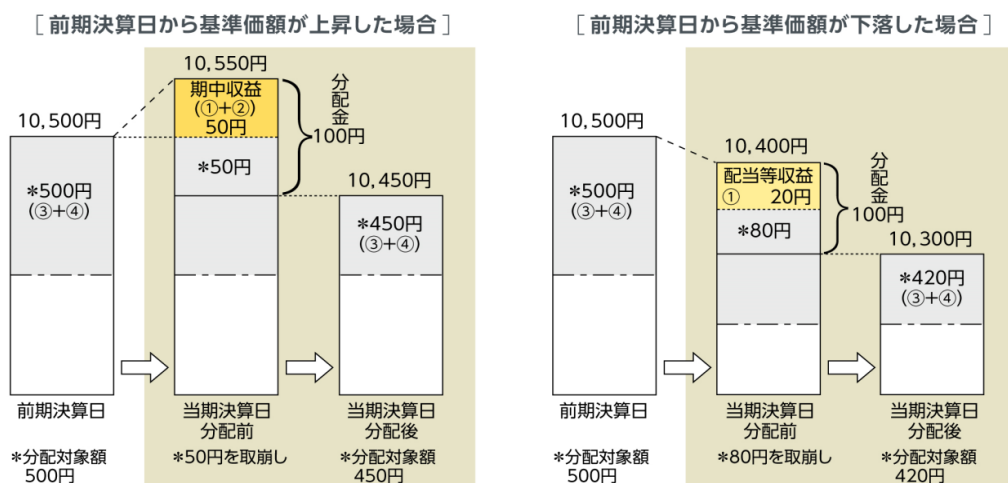 [前期決算日から基準価額が上昇した場合]
10,550円
期中収益
(①+②)
50円
分配金
100円
10,500円
*500円
(③+④)
*50円
10,450円
*450円
(③+④)
前期決算日
当期決算日
分配前
当期決算日
分配後
*分配対象額
500円
*50円を取崩し
*分配対象額
450円
[前期決算日から基準価額が下落した場合]
10,500円
*500円
(③+④)
10,400円
配当等収益
① 20円
*80円
分配金
100円
10,300円
*420円
(③+④)
前期決算日
当期決算日
分配前
当期決算日
分配後
*分配対象額
500円
*80円を取崩し
*分配対象額
420円